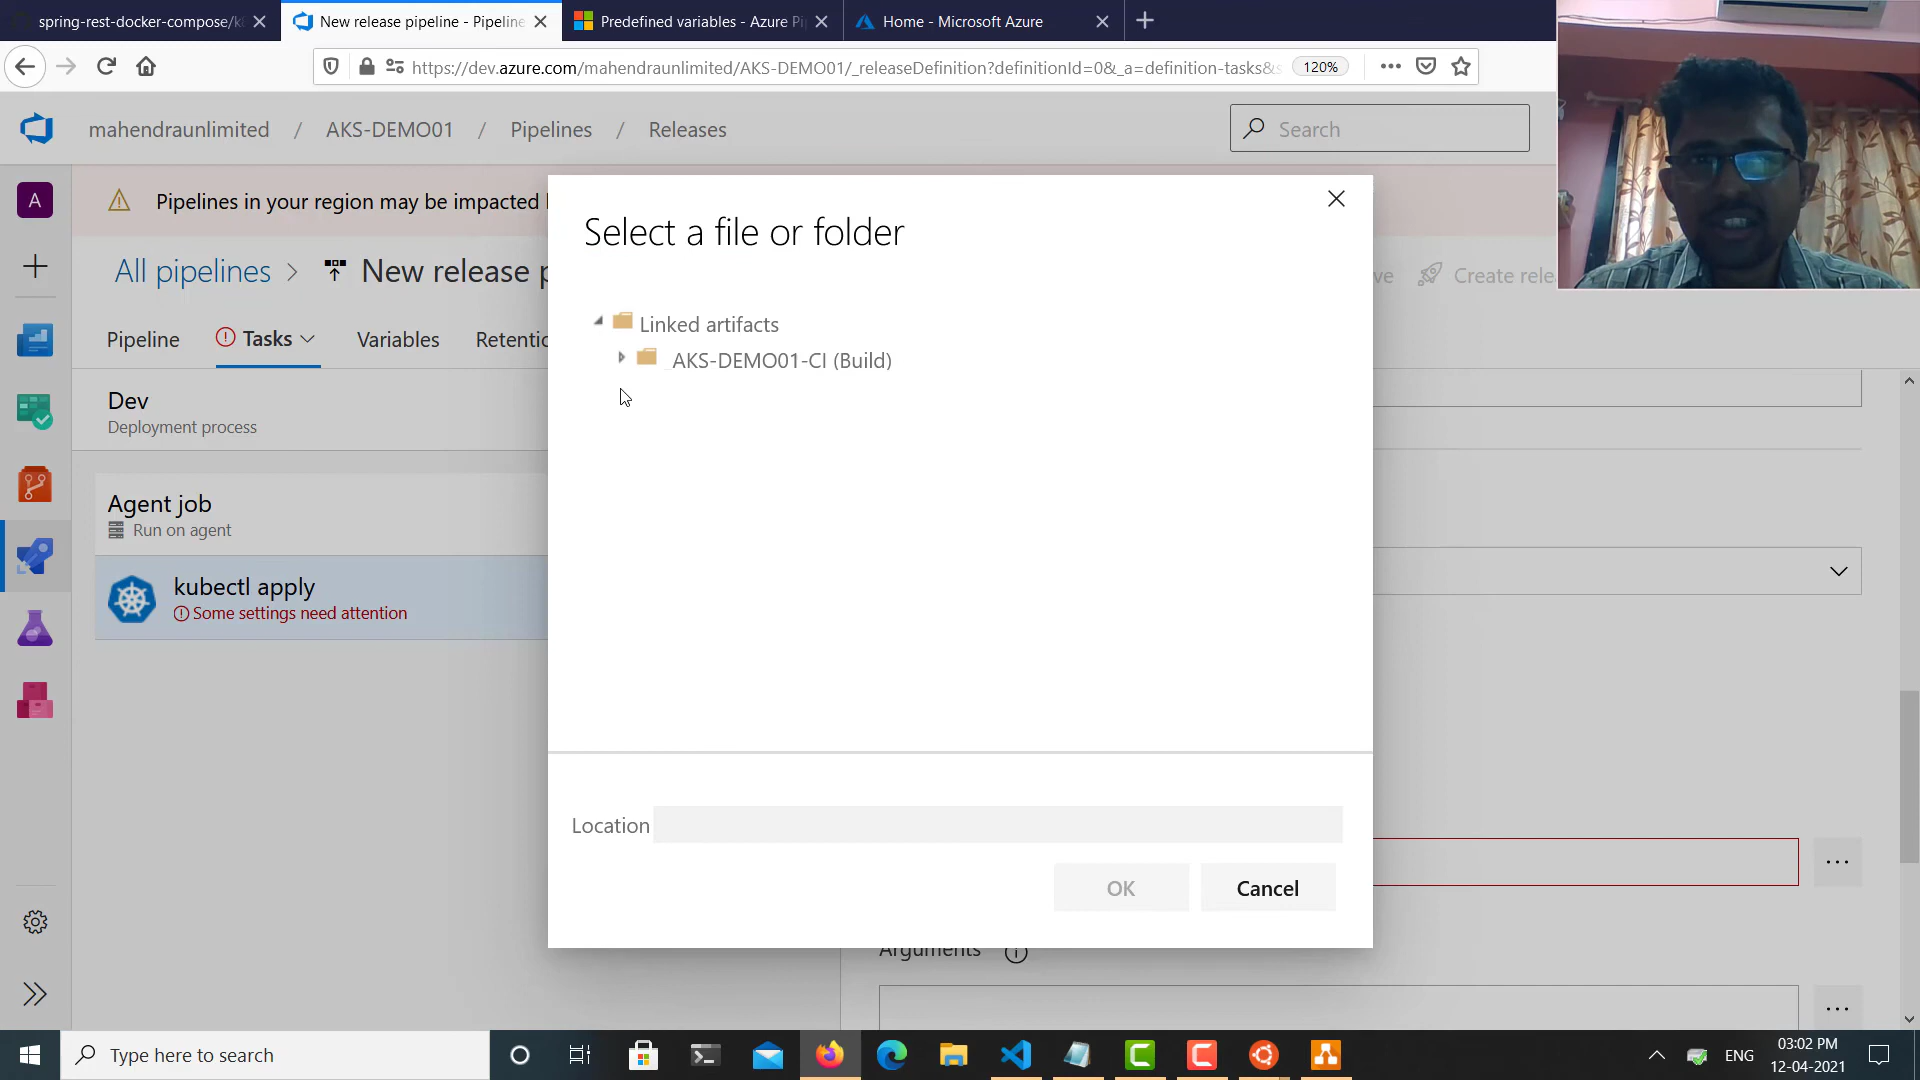 spring-rest-docker-compose/k
New release pipeline - Pipeline
Predefined variables - Azure Pi
Home - Microsoft Azure
https://dev.azure.com/mahendraunlimited/AKS-DEMO01/_releaseDefinition?definitionId=0&_a=definition-tasks&
120%
mahendraunlimited / AKS-DEMO01 / Pipelines / Releases
Search
A
Pipelines in your region may be impacted
All pipelines > New release p
ve
Create rele
Pipeline
Tasks
Variables
Retentio
Dev
Deployment process
Agent job
Run on agent
kubectl apply
Some settings need attention
Select a file or folder
Linked artifacts
_AKS-DEMO01-CI (Build)
Location
OK
Cancel
Arguments
Type here to search
ENG
03:02 PM
12-04-2021